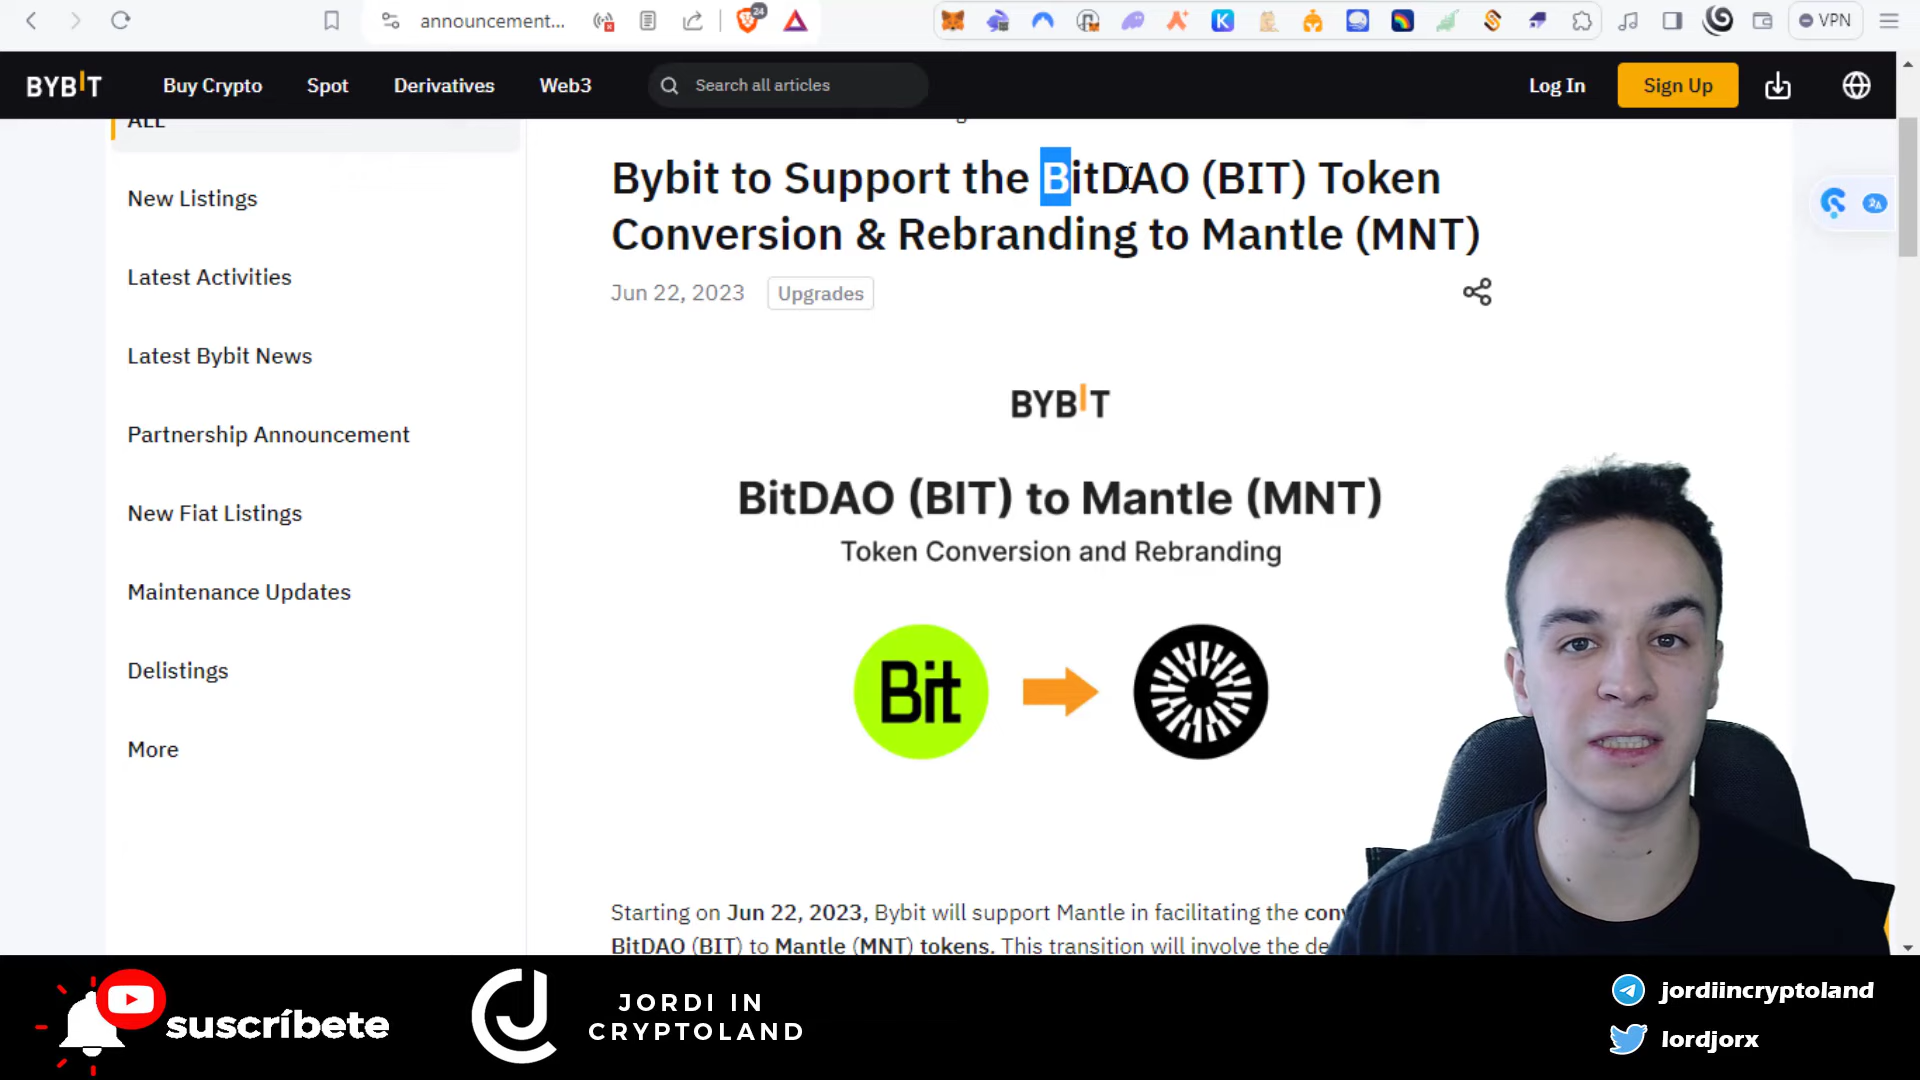 announcement...
24
VPN
BYBIT
Buy Crypto
Spot
Derivatives
Web3
Search all articles
Log In
Sign Up
ALL
New Listings
Latest Activities
Latest Bybit News
Partnership Announcement
New Fiat Listings
Maintenance Updates
Delistings
More
Bybit to Support the BitDAO (BIT) Token
Conversion & Rebranding to Mantle (MNT)
Jun 22, 2023
Upgrades
BYBIT
BitDAO (BIT) to Mantle (MNT)
Token Conversion and Rebranding
Bit
Starting on Jun 22, 2023, Bybit will support Mantle in facilitating the
BitDAO (BIT) to Mantle (MNT) tokens. This transition will involve the
suscríbete
JORDI IN
CRYPTOLAND
jordiincryptoland
lordjorx